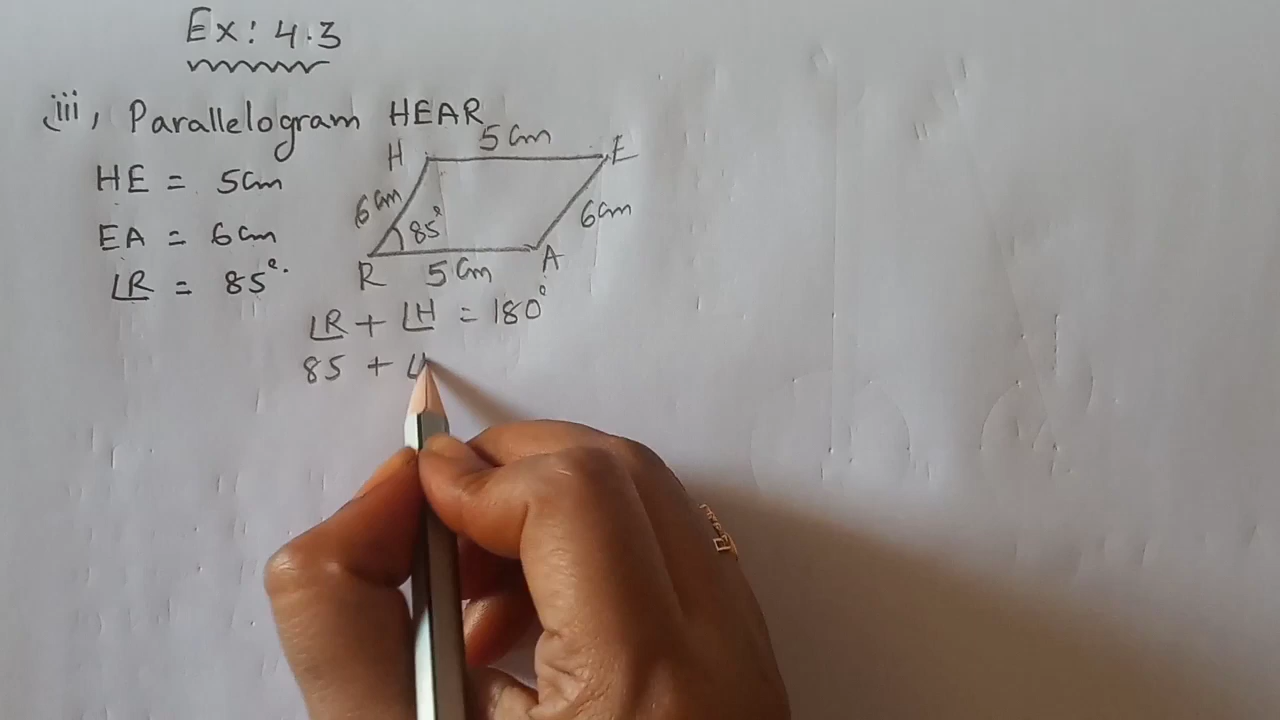 Ex: 4.3
iii, Parallelogram HEAR
H 5cm E
HE = 5cm
6cm 85° 6cm
EA = 6cm
R 5cm A
∠R = 85°.
∠R + ∠H = 180°
85 + ∠